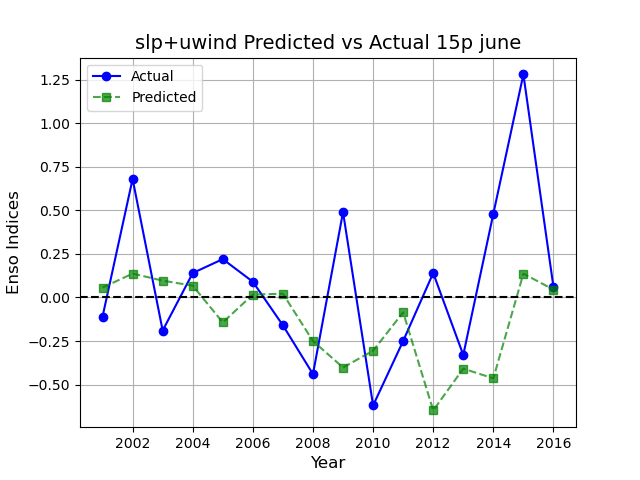 slp+uwind Predicted vs Actual 15p june
Actual
Predicted
1.25
1.00
0.75
0.50
0.25
0.00
−0.25
−0.50
Enso Indices
2002 2004 2006 2008 2010 2012 2014 2016
Year